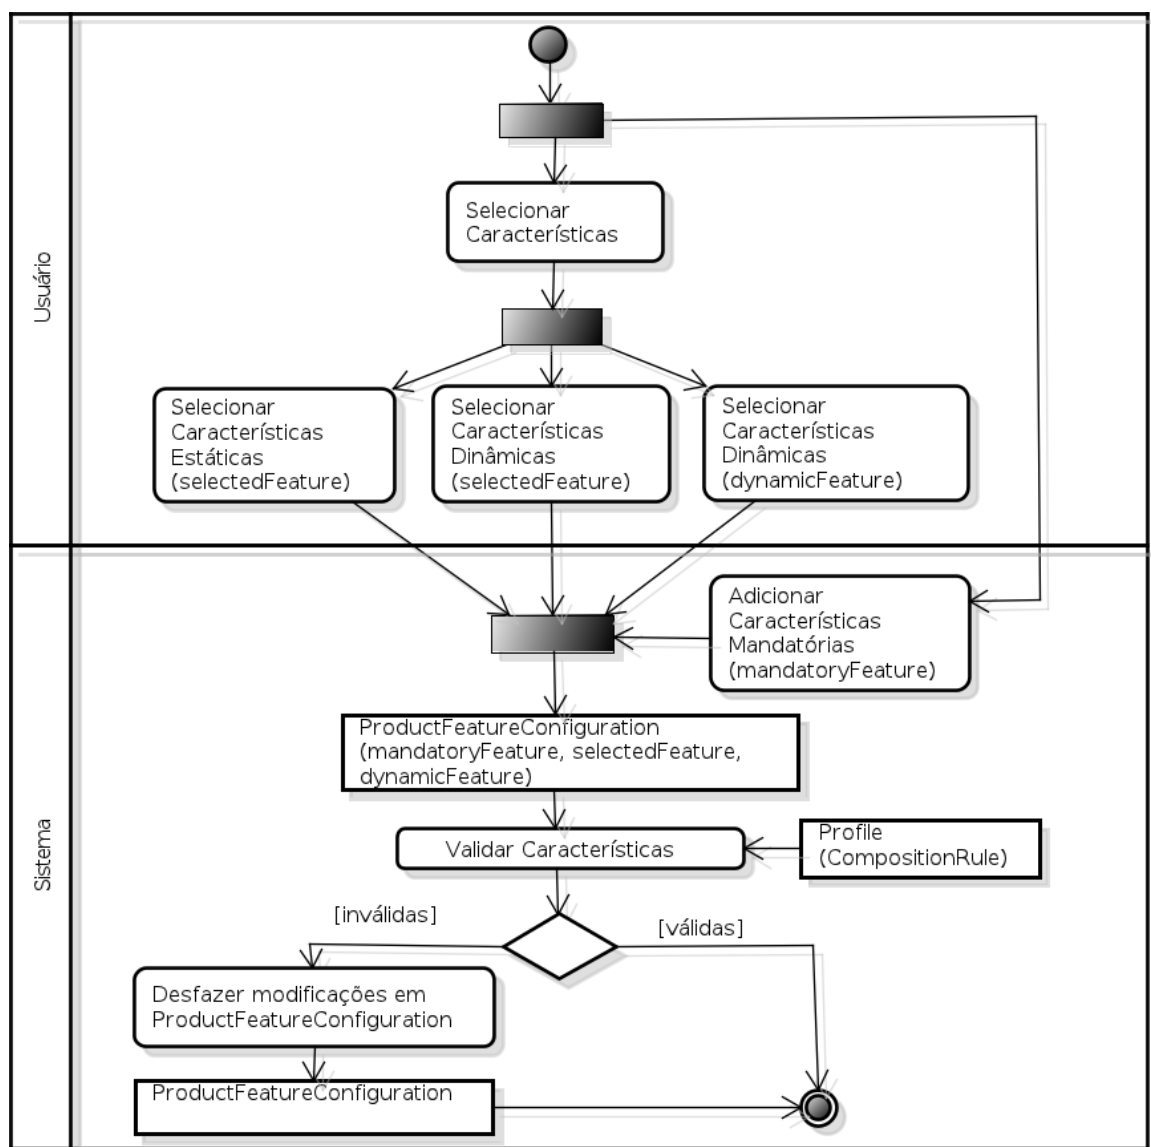 Usuário
Selecionar
Características
Selecionar
Características
Estáticas
(selectedFeature)
Selecionar
Características
Dinâmicas
(selectedFeature)
Selecionar
Características
Dinâmicas
(dynamicFeature)
Sistema
Adicionar
Características
Mandatórias
(mandatoryFeature)
ProductFeatureConfiguration
(mandatoryFeature, selectedFeature,
dynamicFeature)
Validar Características
Profile
(CompositionRule)
[inválidas]
[válidas]
Desfazer modificações em
ProductFeatureConfiguration
ProductFeatureConfiguration